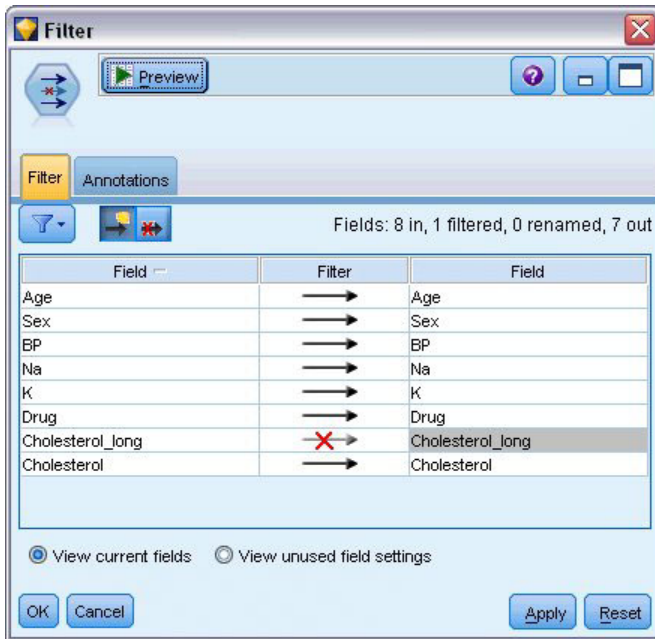 Filter
Preview
?
Filter Annotations
Fields: 8 in, 1 filtered, 0 renamed, 7 out
Field Filter Field
Age Age
Sex Sex
BP BP
Na Na
K K
Drug Drug
Cholesterol_long Cholesterol_long
Cholesterol Cholesterol
View current fields View unused field settings
OK Cancel Apply Reset